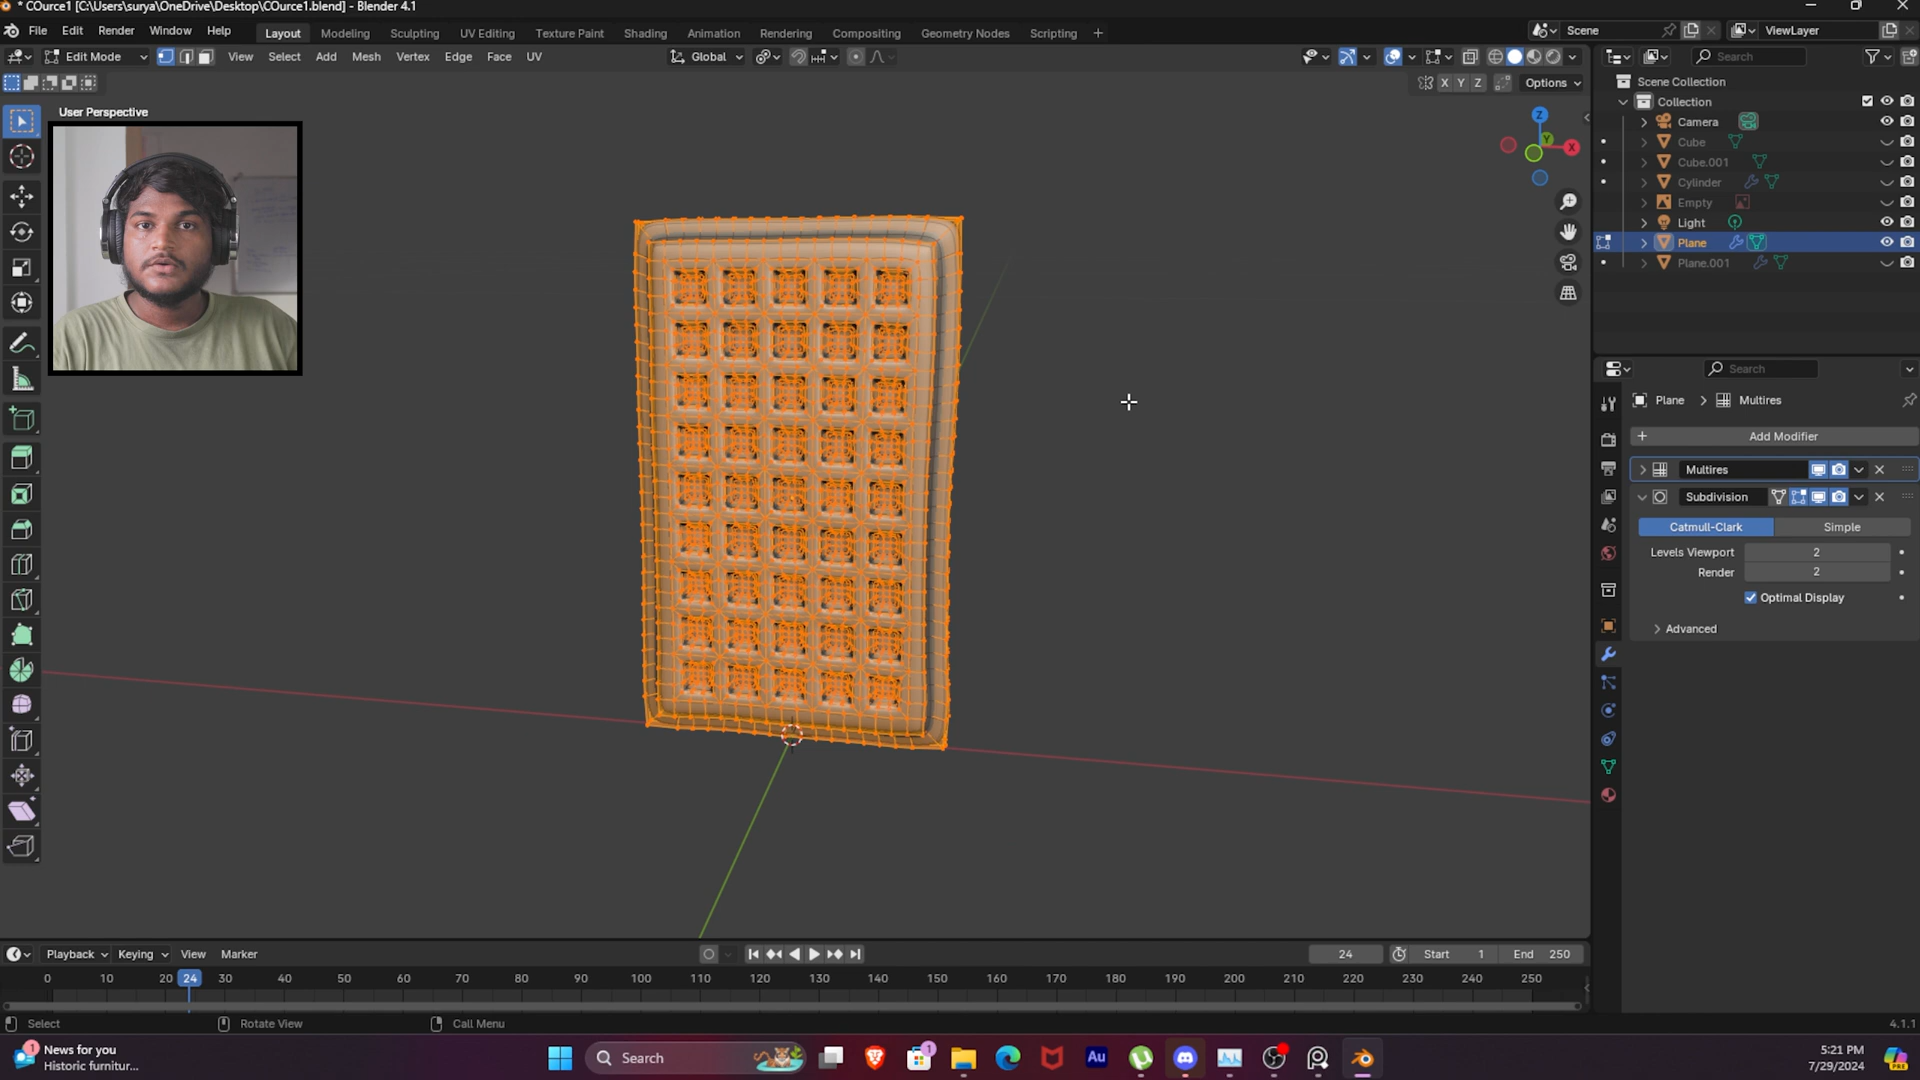 * COurce1 [C:\Users\surya\OneDrive\Desktop\COurce1.blend] - Blender 4.1
File Edit Render Window Help Layout Modeling Sculpting UV Editing Texture Paint Shading Animation Rendering Compositing Geometry Nodes Scripting + Scene ViewLayer
Edit Mode View Select Add Mesh Vertex Edge Face UV Global Search
X Y Z Options
User Perspective
Z
Y
X
Scene Collection
Collection
Camera
Cube
Cube.001
Cylinder
Empty
Light
Plane
Plane.001
Search
Plane > Multires
+ Add Modifier
Multires
Subdivision
Catmull-Clark Simple
Levels Viewport 2
Render 2
Optimal Display
Advanced
Playback Keying View Marker 24 Start 1 End 250
0 10 20 24 30 40 50 60 70 80 90 100 110 120 130 140 150 160 170 180 190 200 210 220 230 240 250
Select Rotate View Call Menu 4.1.1
1 News for you
Historic furnitur...
Search
1
Au
5:21 PM
7/29/2024
PRE